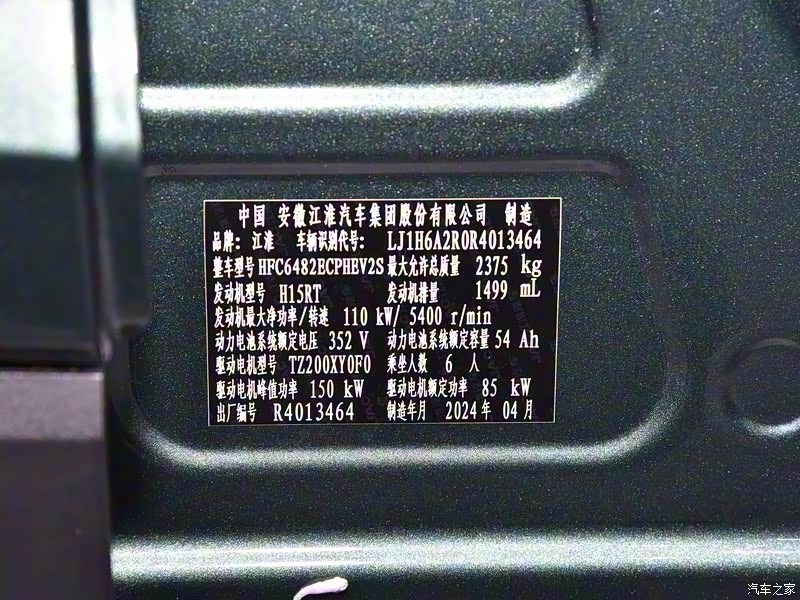 中国 安徽江淮汽车集团股份有限公司 制造
品牌: 江淮 车辆识别代号: LJ1H6A2R0R4013464
整车型号 HFC6482ECPHEV2S 最大允许总质量 2375 kg
发动机型号 H15RT 发动机排量 1499 mL
发动机最大净功率/转速 110 kW/ 5400 r/min
动力电池系统额定电压 352 V 动力电池系统额定容量 54 Ah
驱动电机型号 TZ200XY0F0 乘坐人数 6 人
驱动电机峰值功率 150 kW 驱动电机额定功率 85 kW
出厂编号 R4013464 制造年月 2024年 04月
汽车之家